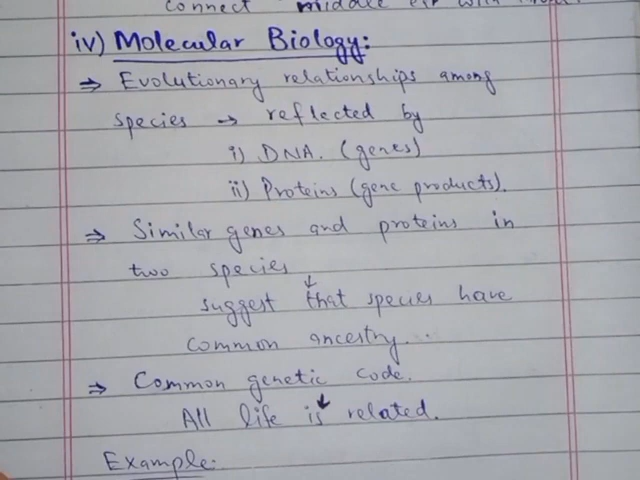 connect middle ear with
iv) Molecular Biology:
⇒ Evolutionary relationships among
species → reflected by
i) DNA. (genes)
ii) Proteins (gene products).
⇒ Similar genes and proteins in
two species
↓
suggest that species have
common ancestry...
⇒ Common genetic code.
↓
All life is related.
Example: